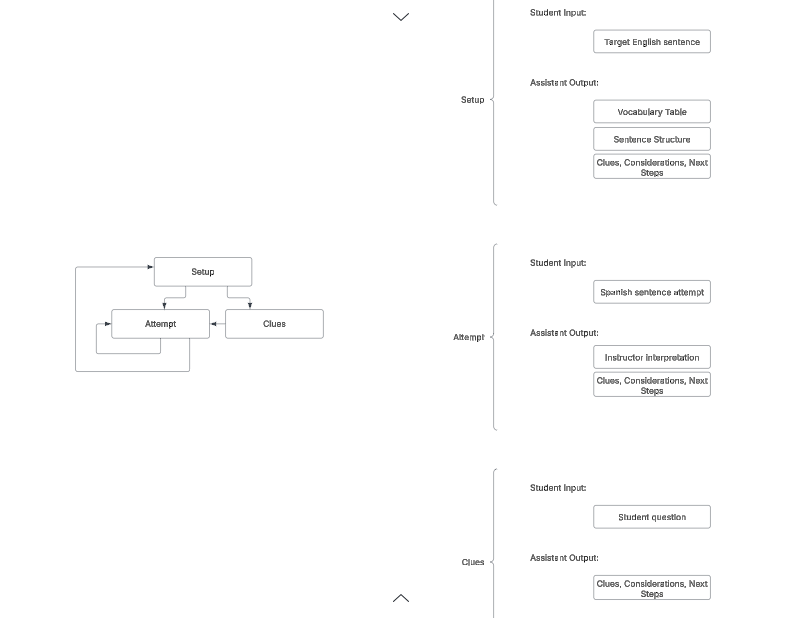 Setup
Attempt
Clues
Setup
Student Input:
Target English sentence
Assistant Output:
Vocabulary Table
Sentence Structure
Clues, Considerations, Next
Steps
Attempt
Student Input:
Spanish sentence attempt
Assistant Output:
Instructor interpretation
Clues, Considerations, Next
Steps
Clues
Student Input:
Student question
Assistant Output:
Clues, Considerations, Next
Steps